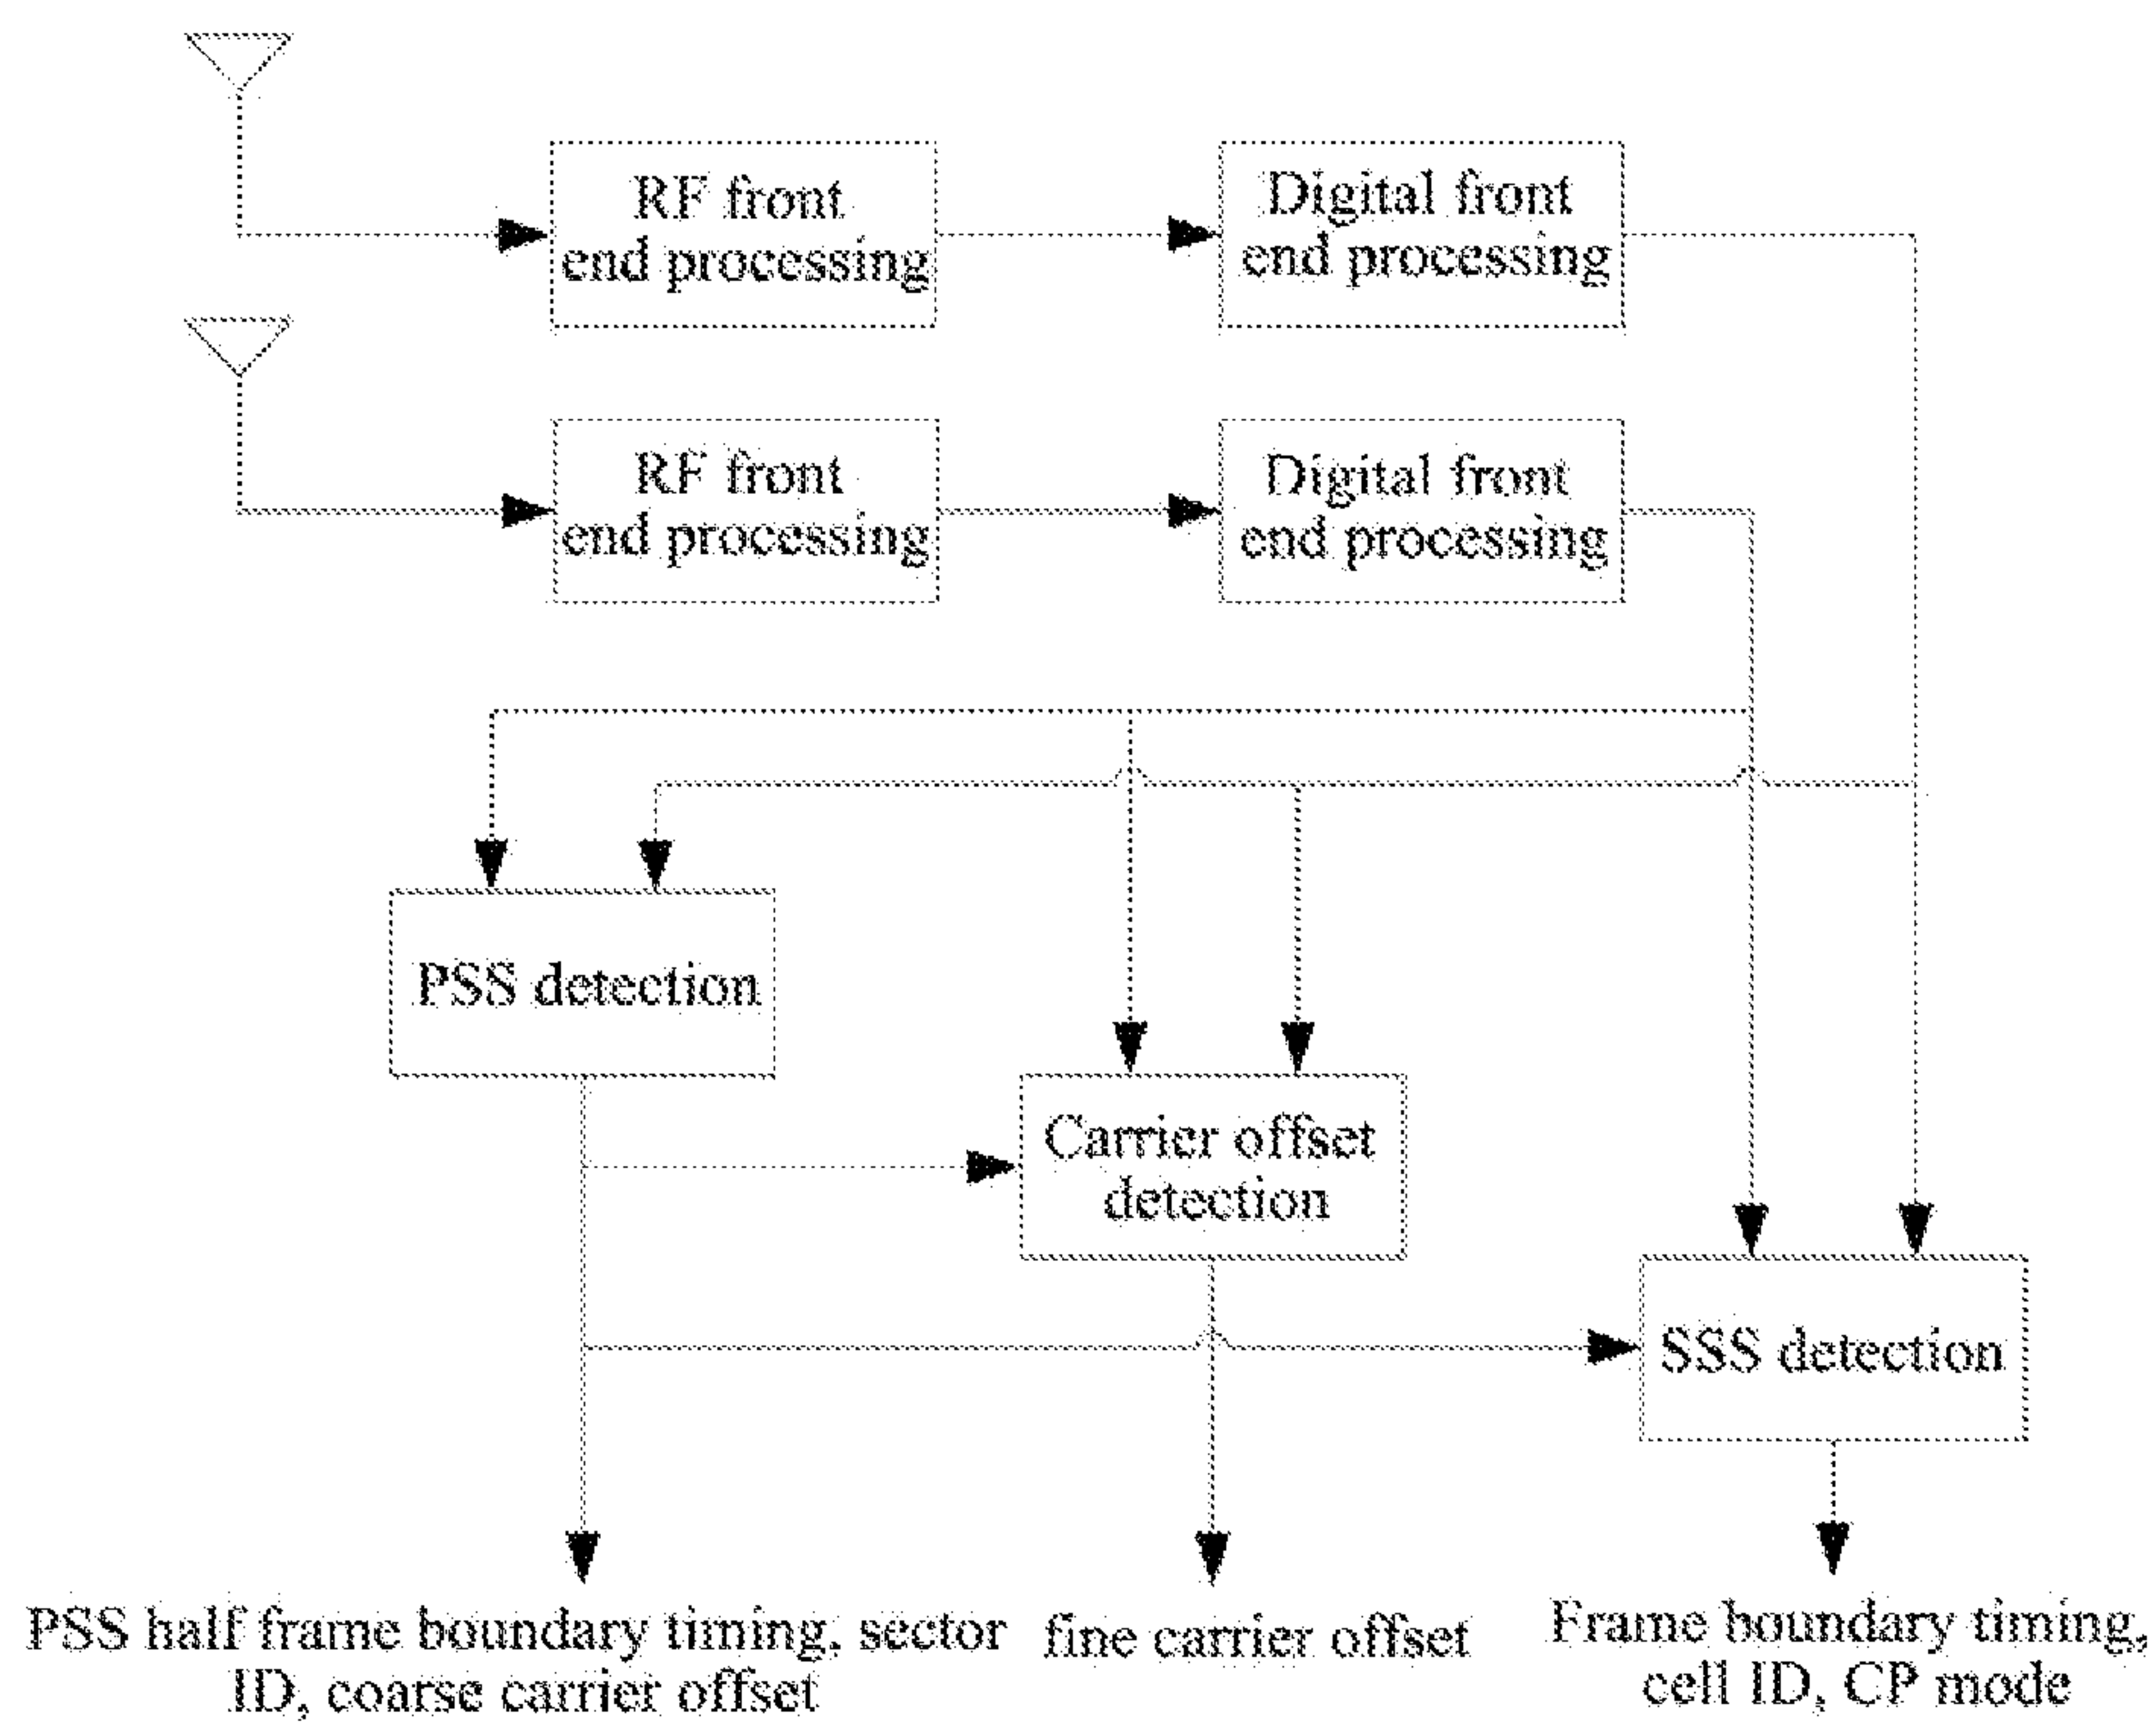 RF front
end processing
Digital front
end processing
RF front
end processing
Digital front
end processing
PSS detection
Carrier offset
detection
SSS detection
PSS half frame boundary timing, sector
ID, coarse carrier offset
fine carrier offset
Frame boundary timing,
cell ID, CP mode